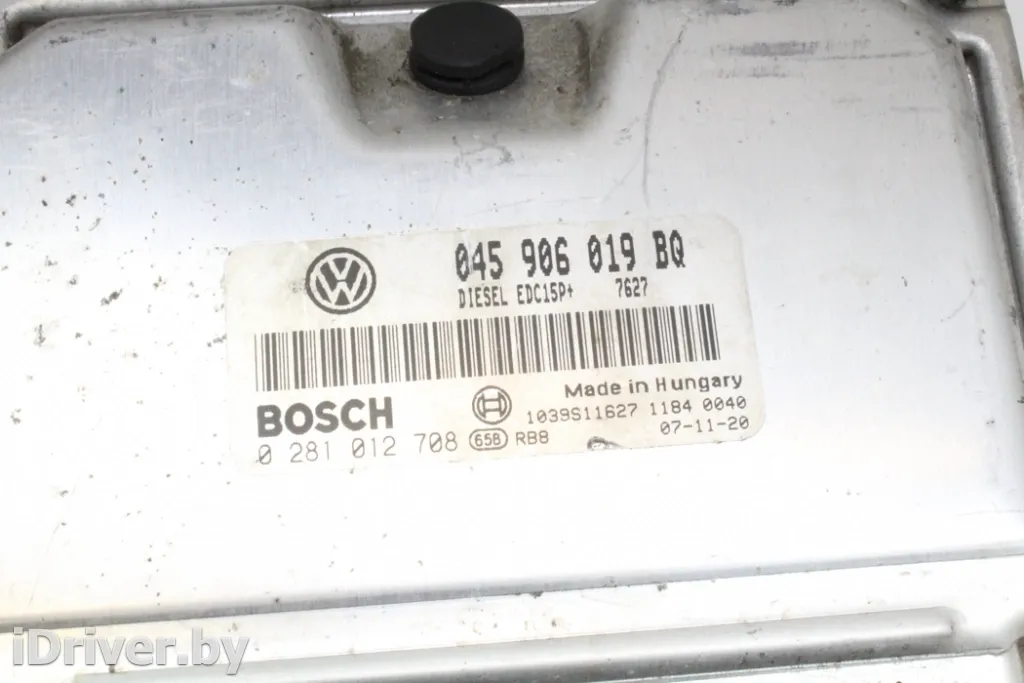 VW
045 906 019 BQ
DIESEL EDC15P+ 7627
Made in Hungary
BOSCH
1039S11627 1184 0040
0 281 012 708 658 RB8
07-11-20
iDriver.by